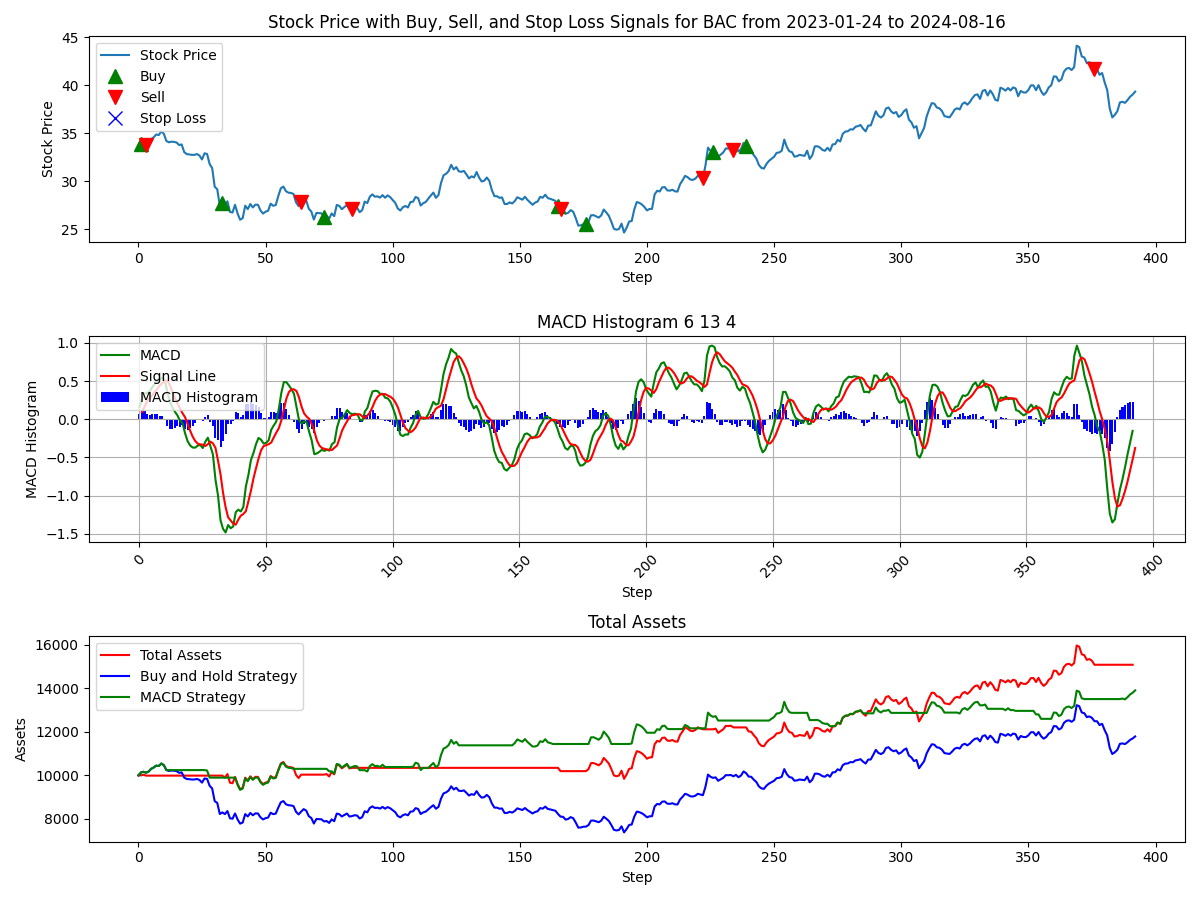 Stock Price with Buy, Sell, and Stop Loss Signals for BAC from 2023-01-24 to 2024-08-16
Stock Price
45
40
35
30
25
Stock Price
Buy
Sell
Stop Loss
0 50 100 150 200 250 300 350 400
Step
MACD Histogram 6 13 4
MACD Histogram
1.0
0.5
0.0
−0.5
−1.0
−1.5
MACD
Signal Line
MACD Histogram
0 50 100 150 200 250 300 350 400
Step
Total Assets
Assets
16000
14000
12000
10000
8000
Total Assets
Buy and Hold Strategy
MACD Strategy
0 50 100 150 200 250 300 350 400
Step